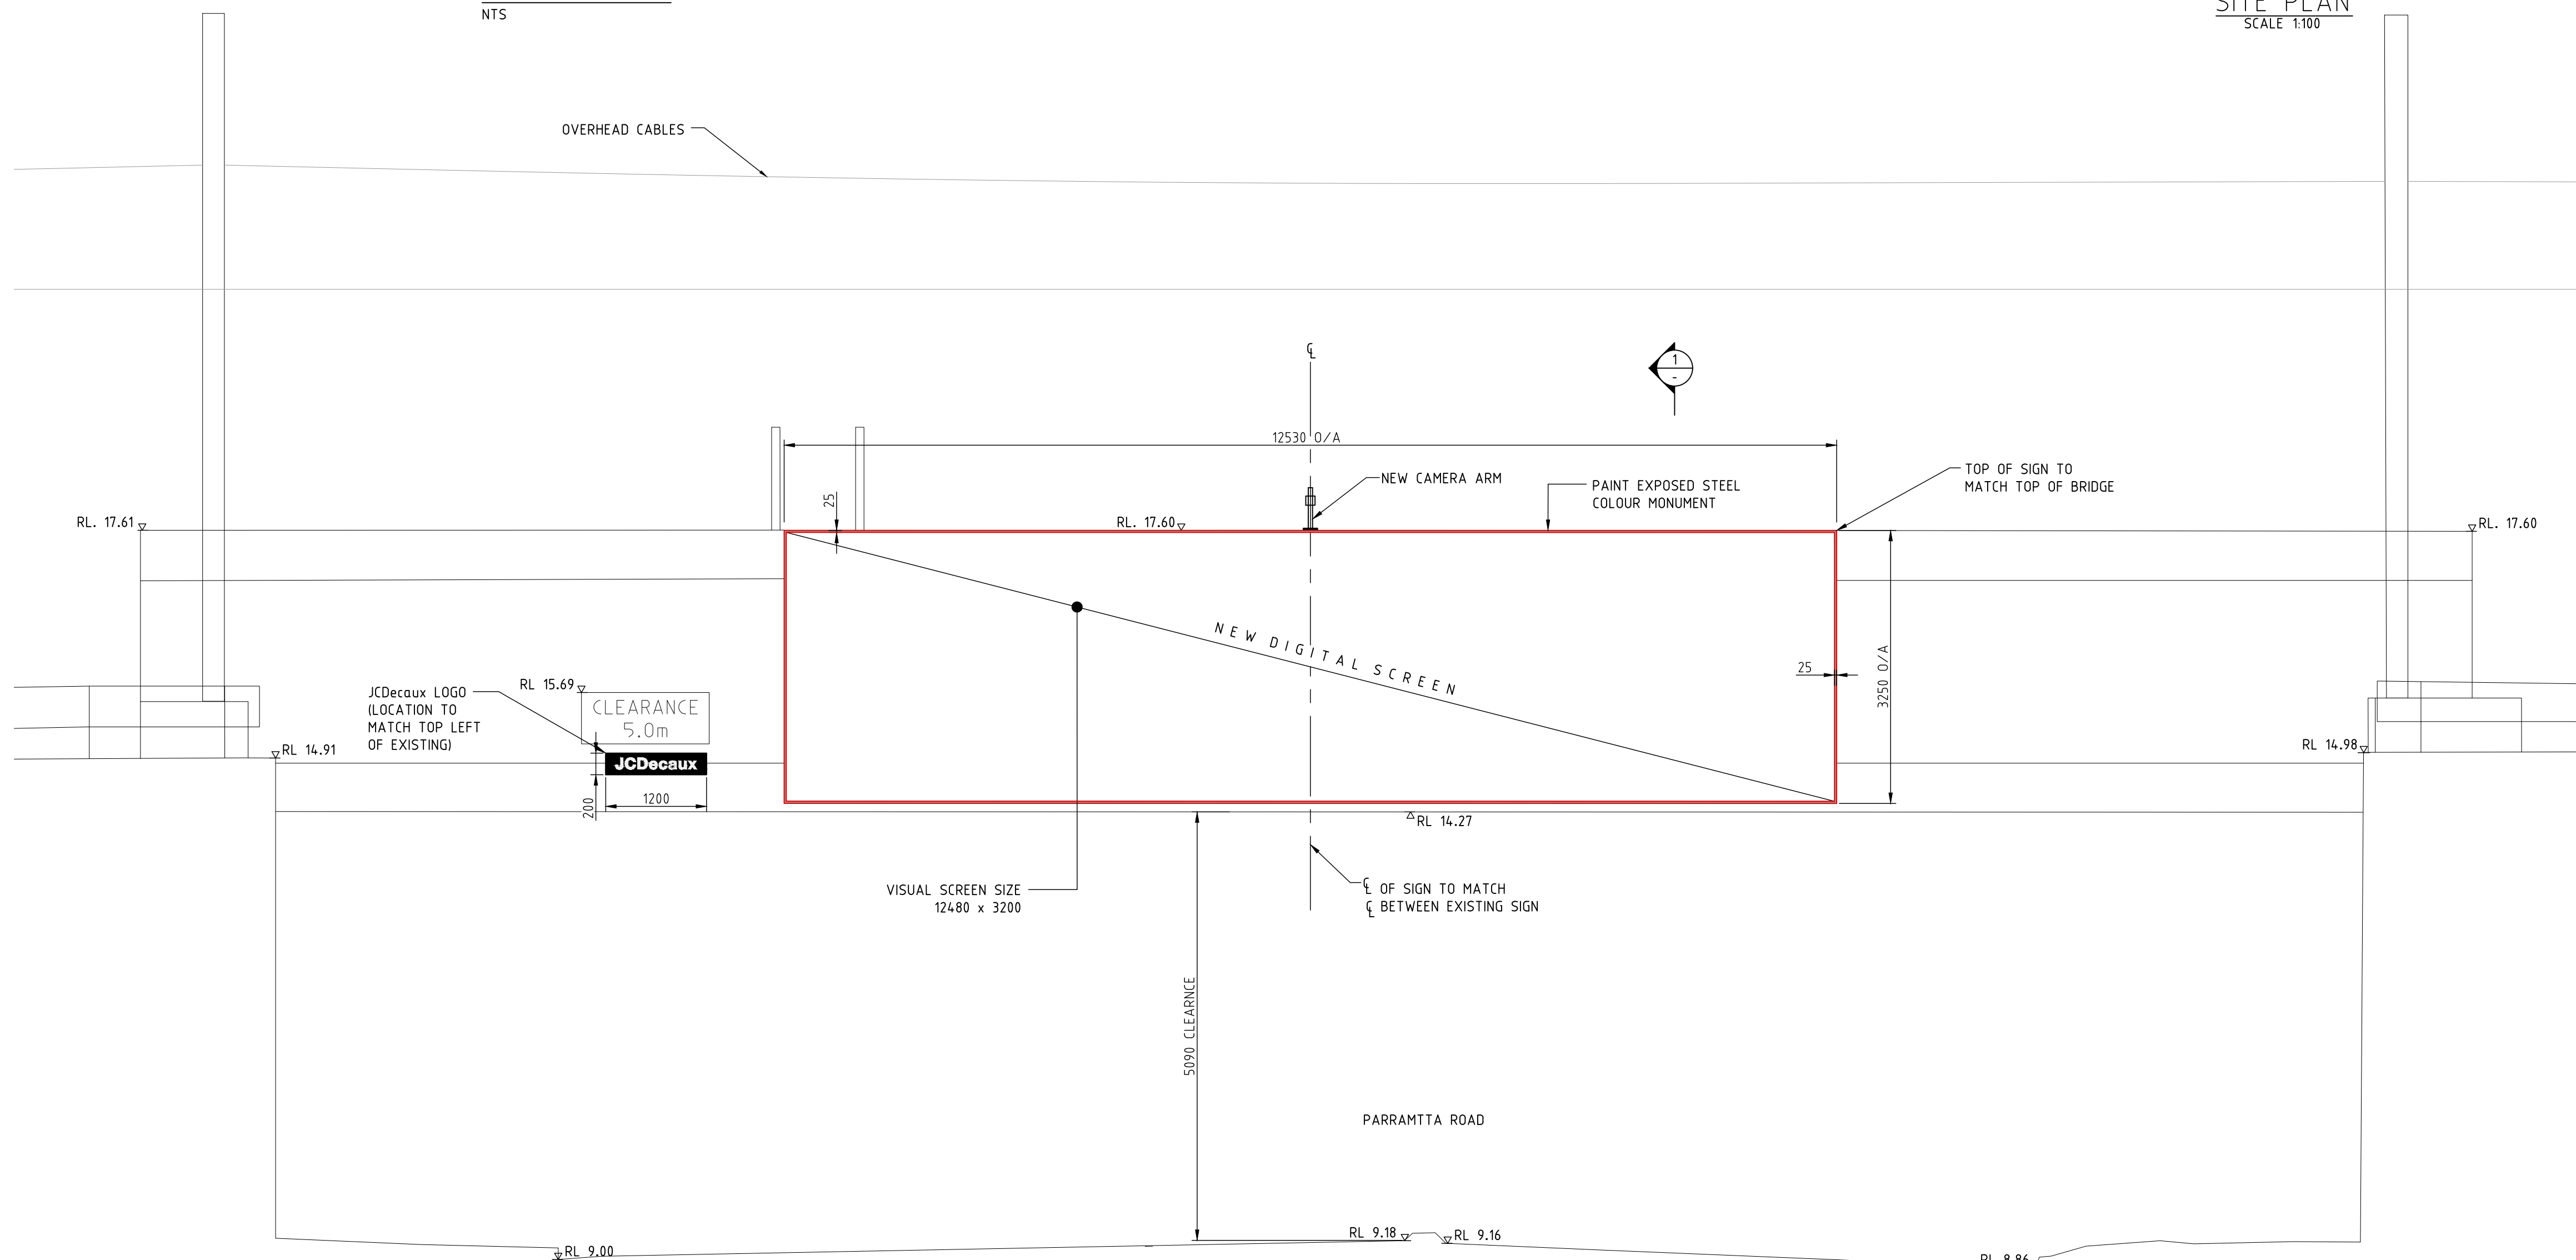 NTS
SITE PLAN
SCALE 1:100
OVERHEAD CABLES
℄
1
-
12530 O/A
NEW CAMERA ARM
PAINT EXPOSED STEEL
COLOUR MONUMENT
TOP OF SIGN TO
MATCH TOP OF BRIDGE
25
RL. 17.61
RL. 17.60
RL. 17.60
NEW DIGITAL SCREEN
25
3250 O/A
JCDecaux LOGO
(LOCATION TO
MATCH TOP LEFT
OF EXISTING)
RL 15.69
CLEARANCE
5.0m
RL 14.91
JCDecaux
200
1200
RL 14.98
RL 14.27
VISUAL SCREEN SIZE
12480 x 3200
℄ OF SIGN TO MATCH
℄ BETWEEN EXISTING SIGN
5090 CLEARNCE
PARRAMTTA ROAD
RL 9.00
RL 9.18
RL 9.16
RL 8.86